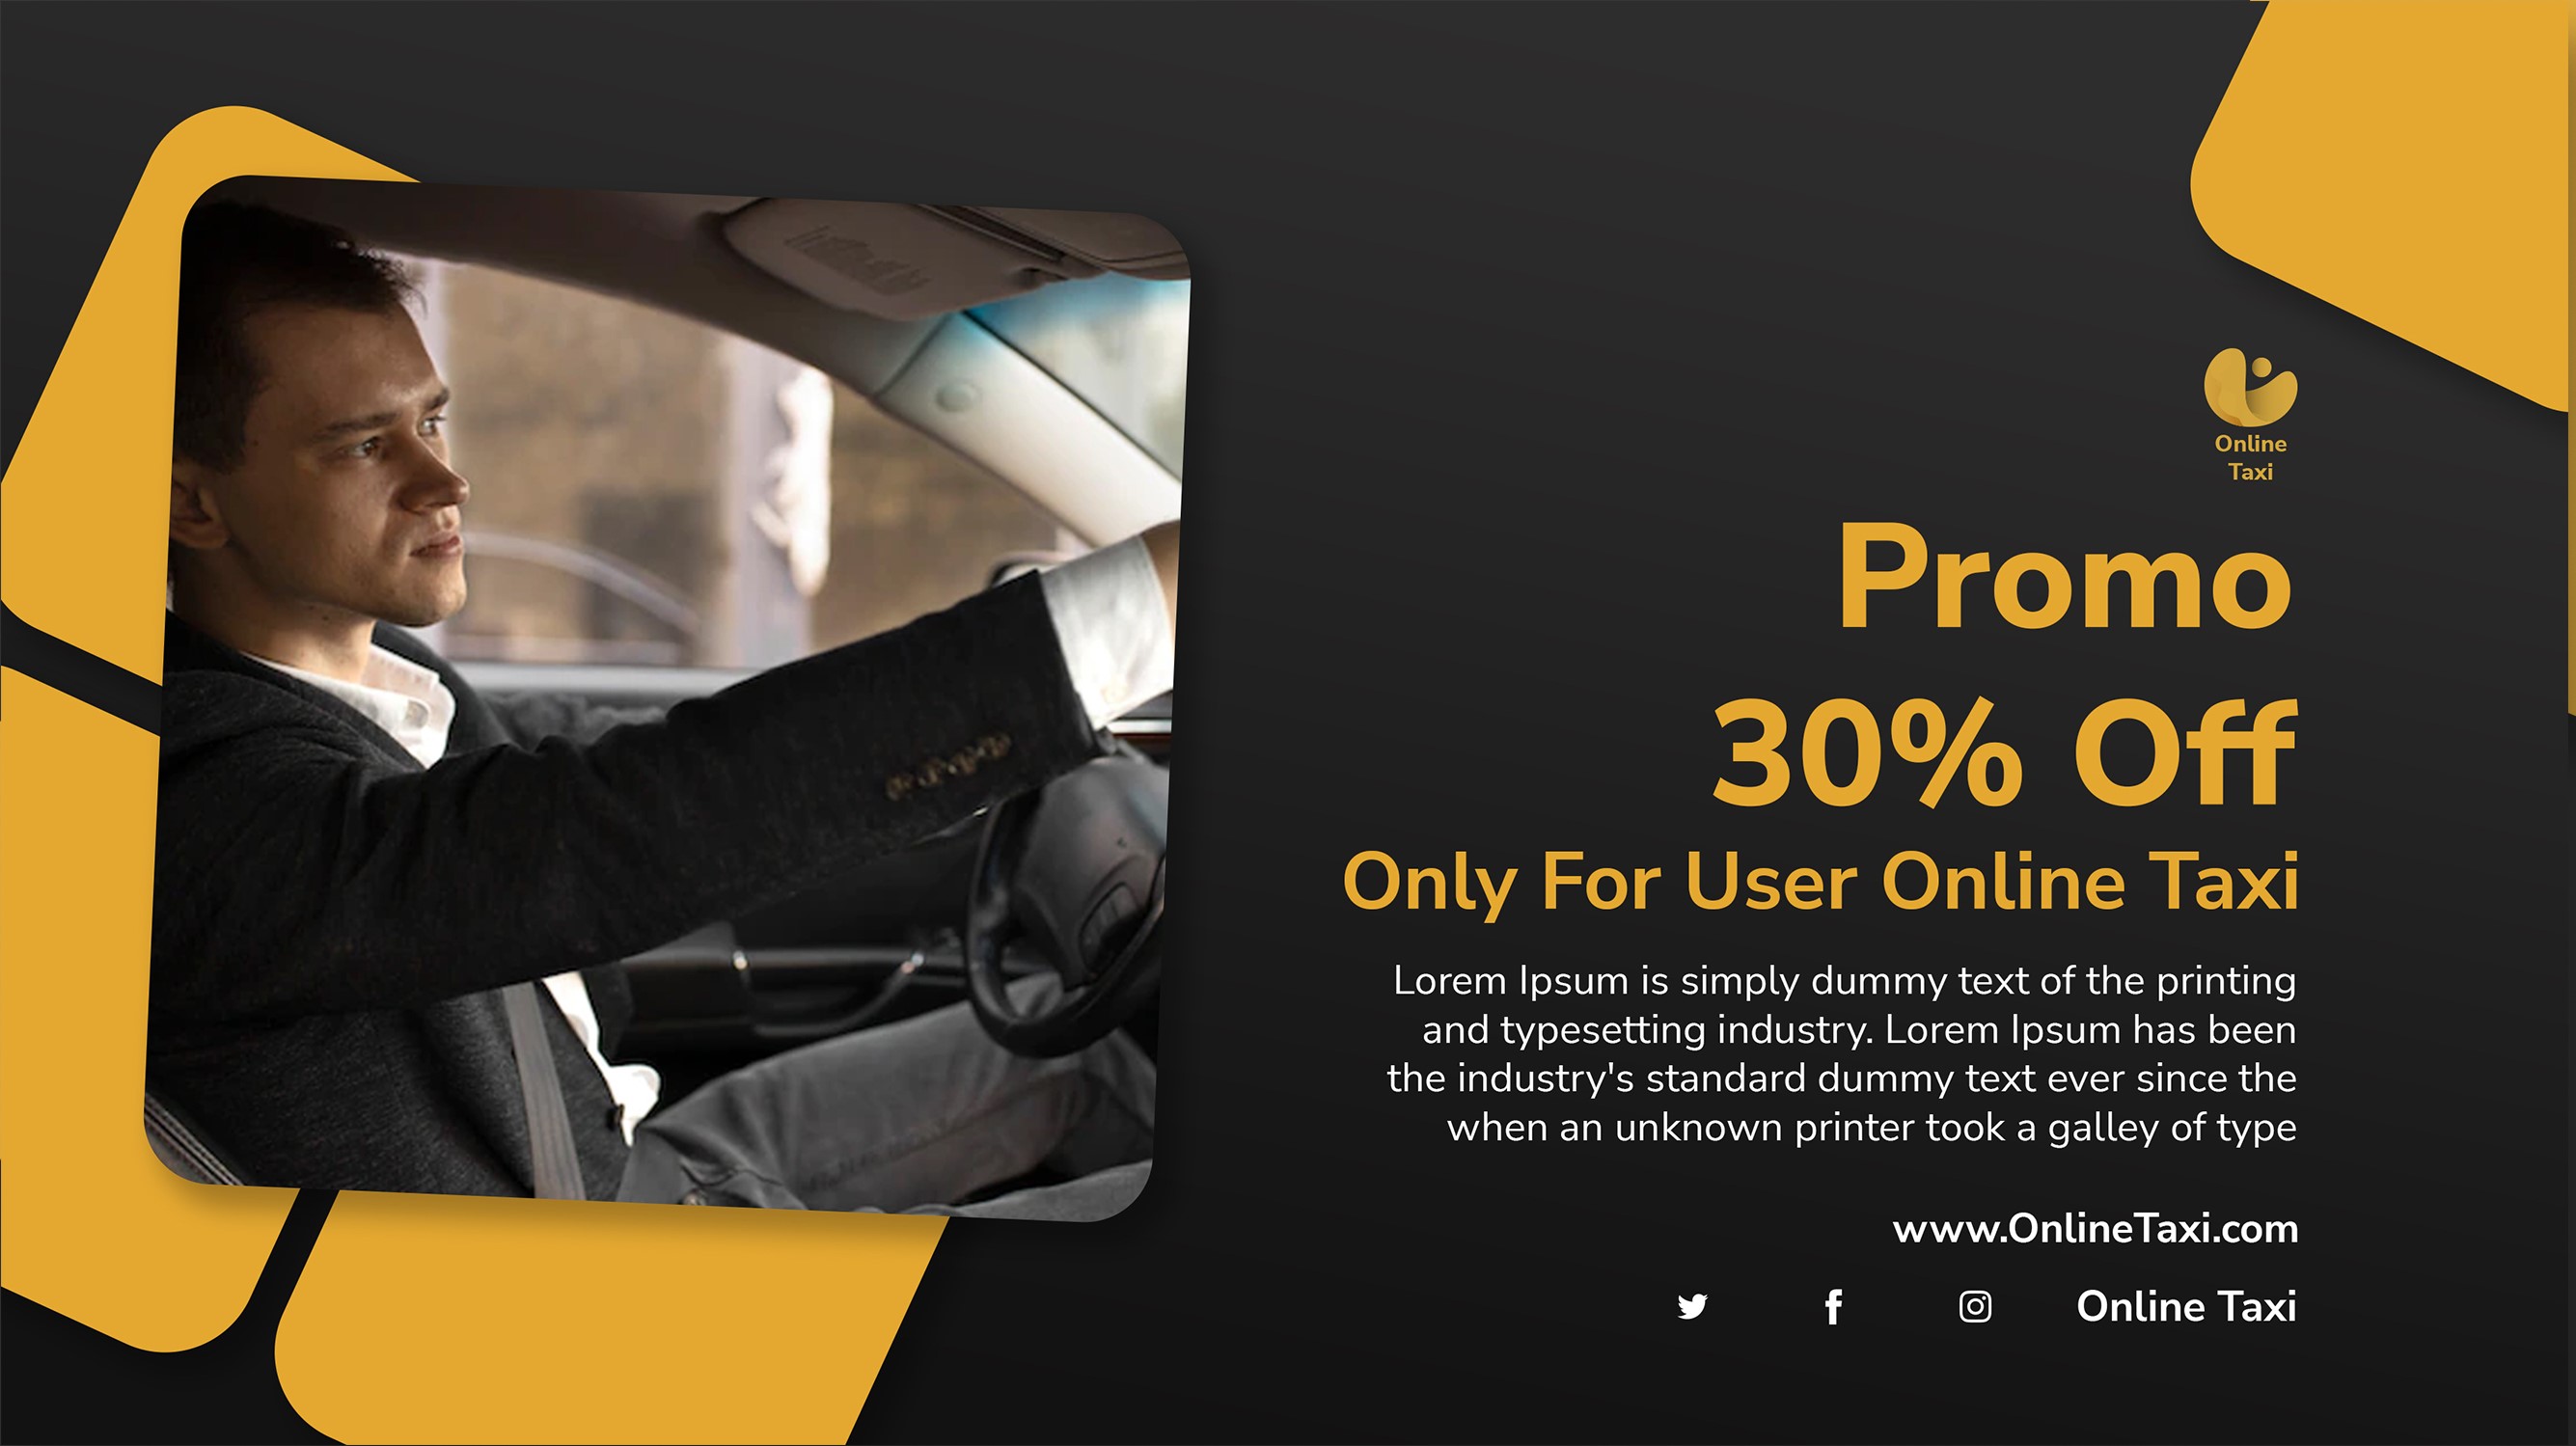 Online
Taxi
Promo
30% Off
Only For User Online Taxi
Lorem Ipsum is simply dummy text of the printing
and typesetting industry. Lorem Ipsum has been
the industry's standard dummy text ever since the
when an unknown printer took a galley of type
www.OnlineTaxi.com
Online Taxi